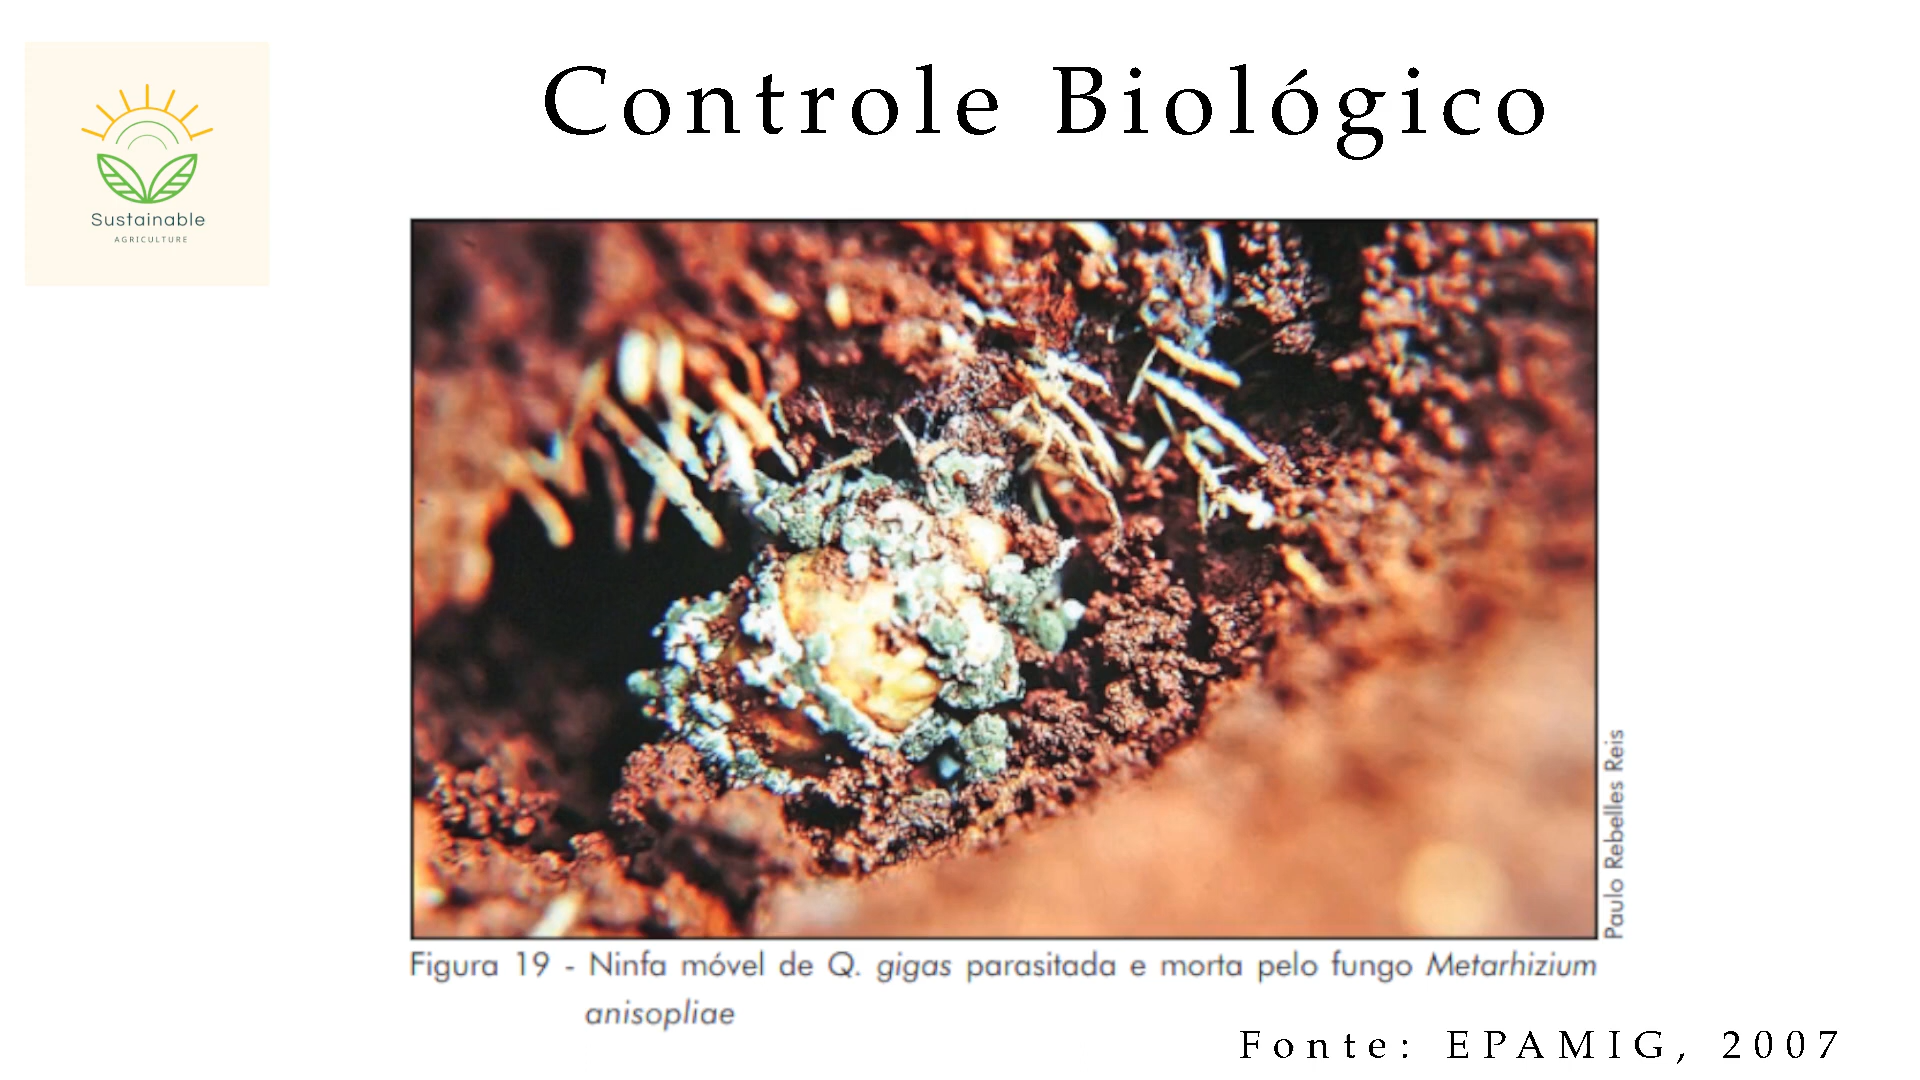 Controle Biológico
Sustainable
AGRICULTURE
Paulo Rebelles Reis
Figura 19 - Ninfa móvel de Q. gigas parasitada e morta pelo fungo Metarhizium
anisopliae
Fonte: EPAMIG, 2007